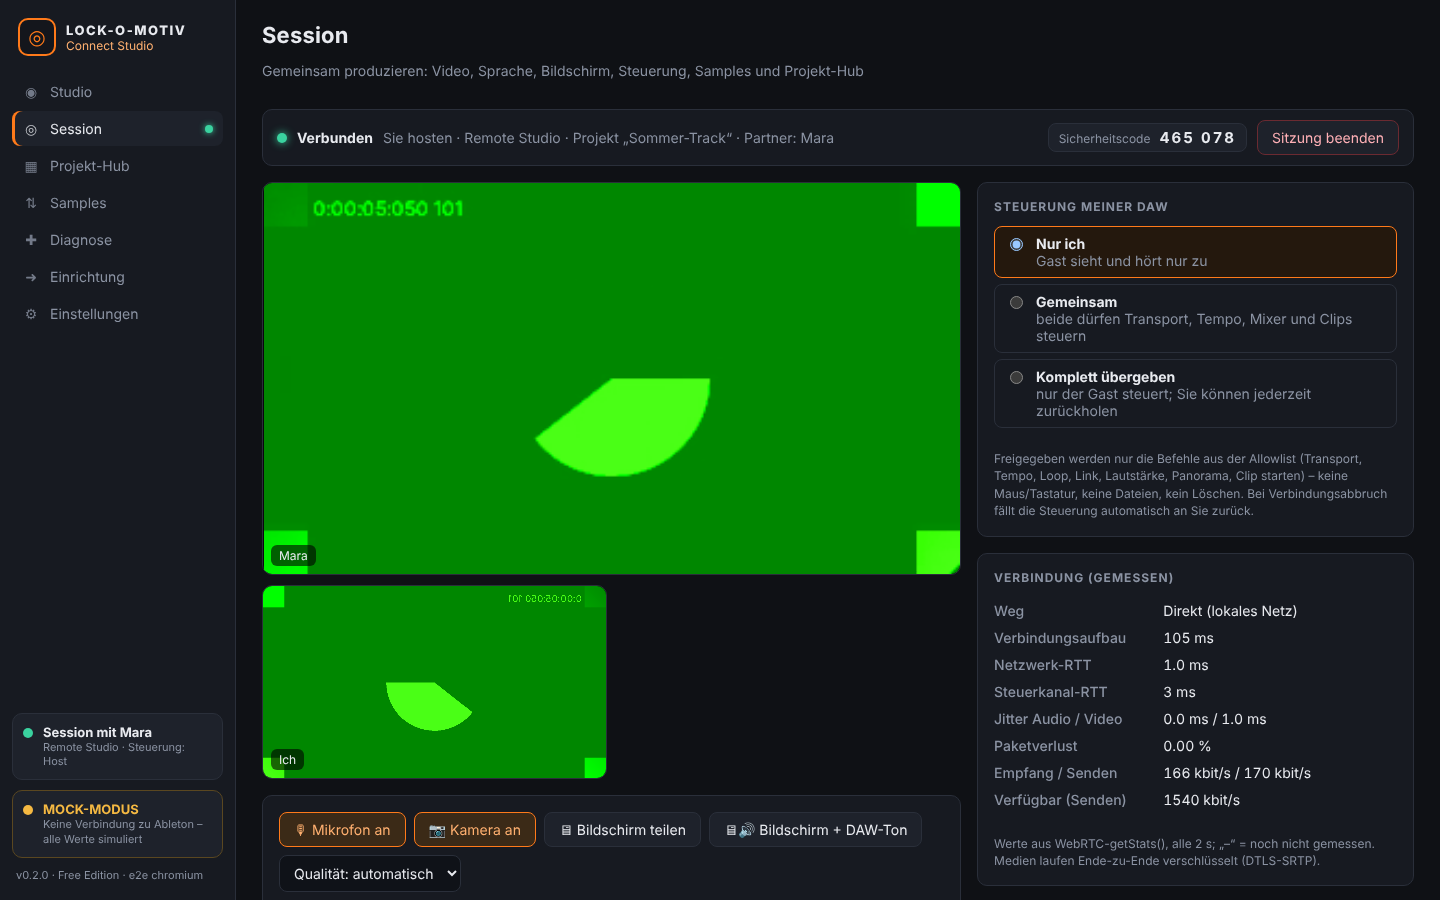 LOCK-O-MOTIV
Connect Studio
Studio
Session
Projekt-Hub
Samples
Diagnose
Einrichtung
Einstellungen
Session mit Mara
Remote Studio · Steuerung:
Host
MOCK-MODUS
Keine Verbindung zu Ableton –
alle Werte simuliert
v0.2.0 · Free Edition · e2e chromium
Session
Gemeinsam produzieren: Video, Sprache, Bildschirm, Steuerung, Samples und Projekt-Hub
Verbunden Sie hosten · Remote Studio · Projekt „Sommer-Track“ · Partner: Mara
Sicherheitscode 465 078
Sitzung beenden
0:00:05:050 101
Mara
0:00:05:050 101
Ich
Mikrofon an
Kamera an
Bildschirm teilen
Bildschirm + DAW-Ton
Qualität: automatisch
STEUERUNG MEINER DAW
Nur ich
Gast sieht und hört nur zu
Gemeinsam
beide dürfen Transport, Tempo, Mixer und Clips
steuern
Komplett übergeben
nur der Gast steuert; Sie können jederzeit
zurückholen
Freigegeben werden nur die Befehle aus der Allowlist (Transport,
Tempo, Loop, Link, Lautstärke, Panorama, Clip starten) – keine
Maus/Tastatur, keine Dateien, kein Löschen. Bei Verbindungsabbruch
fällt die Steuerung automatisch an Sie zurück.
VERBINDUNG (GEMESSEN)
Weg Direkt (lokales Netz)
Verbindungsaufbau 105 ms
Netzwerk-RTT 1.0 ms
Steuerkanal-RTT 3 ms
Jitter Audio / Video 0.0 ms / 1.0 ms
Paketverlust 0.00 %
Empfang / Senden 166 kbit/s / 170 kbit/s
Verfügbar (Senden) 1540 kbit/s
Werte aus WebRTC-getStats(), alle 2 s; „–“ = noch nicht gemessen.
Medien laufen Ende-zu-Ende verschlüsselt (DTLS-SRTP).